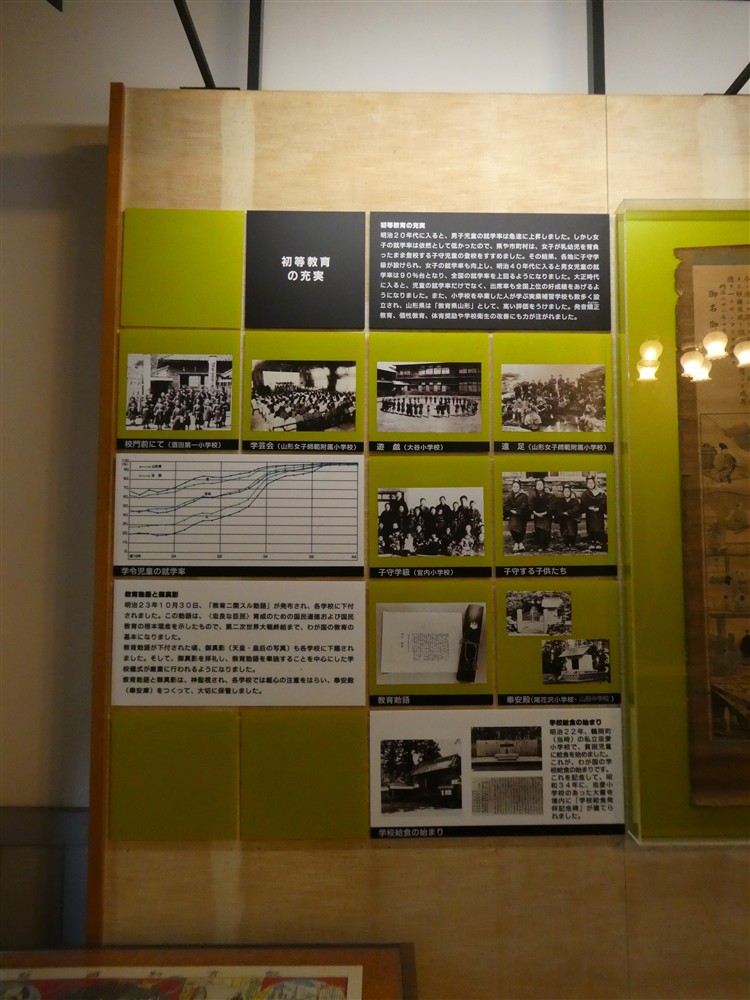 初等教育
の充実
初等教育の充実
明治20年代に入ると、男子児童の就学率は急速に上昇しました。しかし女
子の就学率は依然として低かったので、県や市町村は、女子が乳幼児を背負
ったまま登校する子守児童の登校をすすめました。その結果、各地に子守学
級が設けられ、女子の就学率も向上し、明治40年代に入ると男女児童の就
学率は90%台となり、全国の就学率を上回るようになりました。大正時代
に入ると、児童の就学率だけでなく、出席率も全国上位の好成績をあげるよ
うになりました。また、小学校を卒業した人が学ぶ実業補習学校も数多く設
立され、山形県は「教育県山形」として、高い評価をうけました。発音矯正
教育、個性教育、体育奨励や学校衛生の改善にも力が注がれました。
校門前にて(酒田第一小学校)
学芸会(山形女子師範附属小学校)
遊 戯(大谷小学校)
遠 足(山形女子師範附属小学校)
学令児童の就学率
子守学級(宮内小学校)
子守する子供たち
教育勅語と御真影
明治23年10月30日、「教育ニ関スル勅語」が発布され、各学校に下付
されました。この勅語は、〈忠良な臣民〉育成のための国民道徳および国民
教育の根本理念を示したもので、第二次世界大戦終結まで、わが国の教育の
基本になりました。
教育勅語が下付された頃、御真影(天皇・皇后の写真)も各学校に下賜され
ました。そして、御真影を拝礼し、教育勅語を奉読することを中心にした学
校儀式が厳粛に行われるようになりました。
教育勅語と御真影は、神聖視され、各学校では細心の注意をはらい、奉安殿
(奉安庫)をつくって、大切に保管しました。
教育勅語
奉安殿(尾花沢小学校・山辺中学校)
学校給食の始まり
明治22年、鶴岡町
(当時)の私立忠愛
小学校で、貧困児童
に給食を始めました。
これが、わが国の学
校給食の始まりです。
これを記念して、昭
和34年に、忠愛小
学校のあった大督寺
境内に「学校給食発
祥記念碑」が建てら
れました。
学校給食の始まり